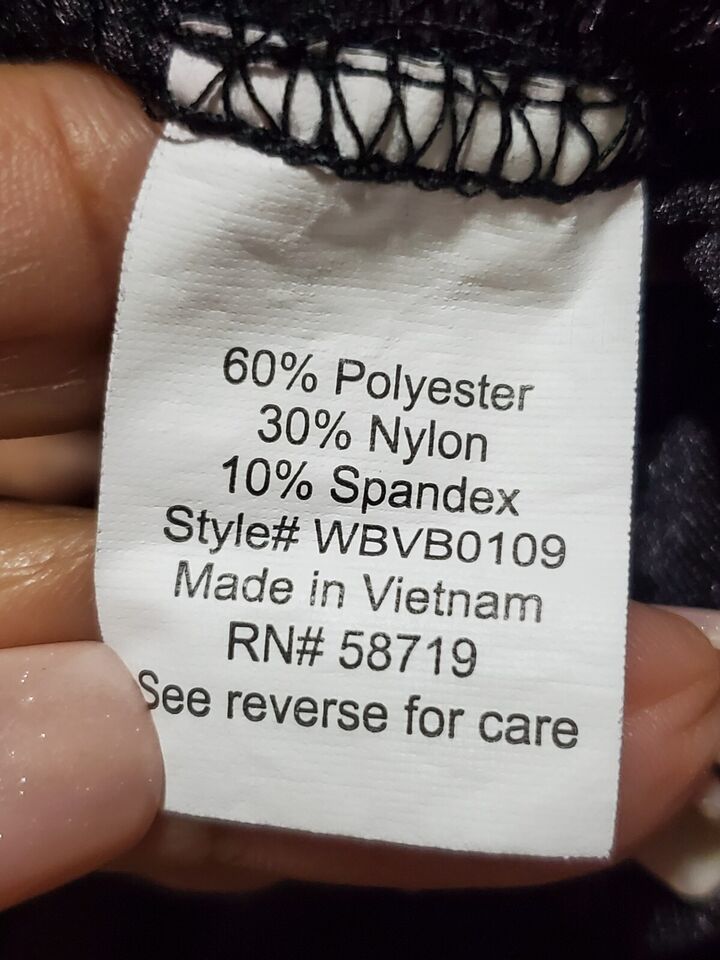 60% Polyester
30% Nylon
10% Spandex
Style# WBVB0109
Made in Vietnam
RN# 58719
See reverse for care